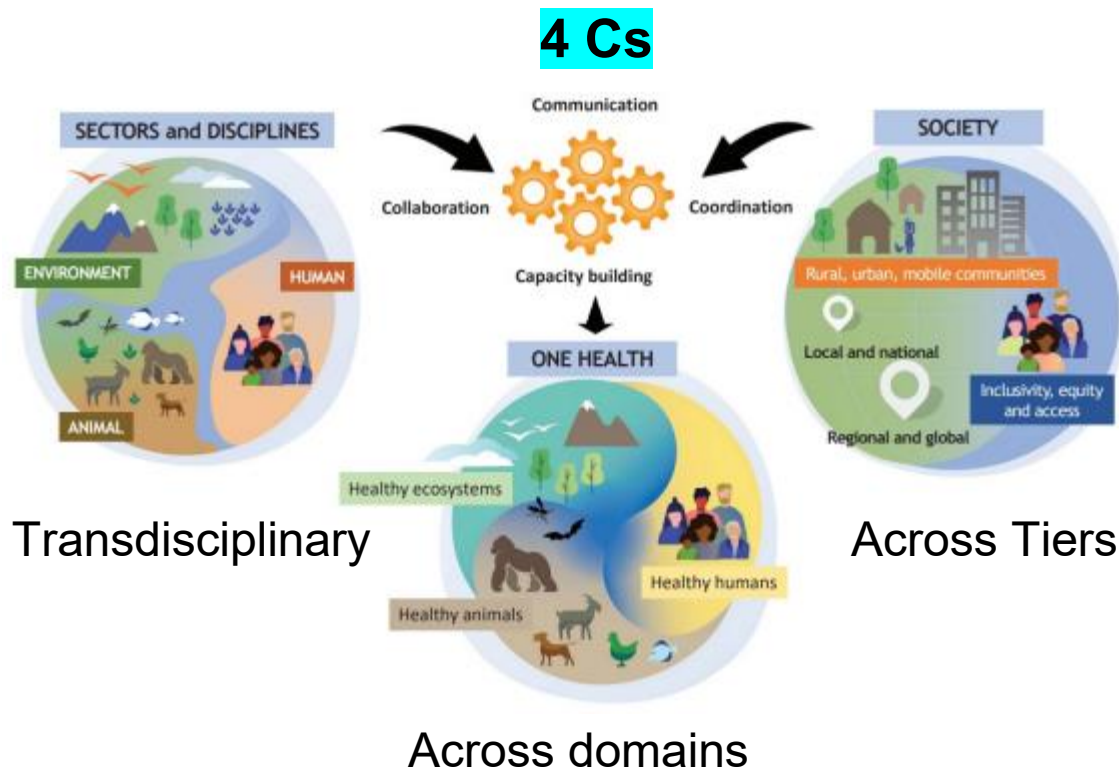 4 Cs
Communication
SECTORS and DISCIPLINES
SOCIETY
Collaboration
Coordination
ENVIRONMENT
HUMAN
Capacity building
Rural, urban, mobile communities
Local and national
ONE HEALTH
Inclusivity, equity
and access
ANIMAL
Regional and global
Healthy ecosystems
Transdisciplinary
Across Tiers
Healthy humans
Healthy animals
Across domains